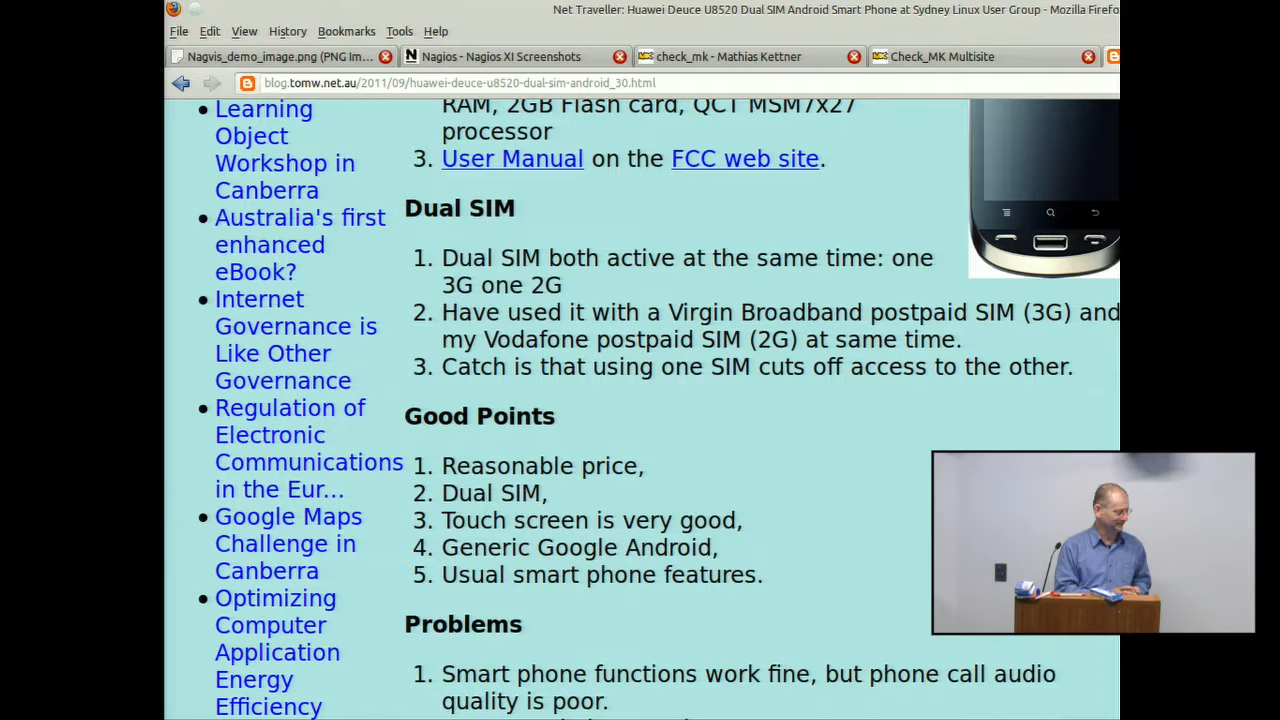 Net Traveller: Huawei Deuce U8520 Dual SIM Android Smart Phone at Sydney Linux User Group - Mozilla Firefo
File Edit View History Bookmarks Tools Help
Nagvis_demo_image.png (PNG Im... Nagios - Nagios XI Screenshots check_mk - Mathias Kettner Check_MK Multisite
blog.tomw.net.au/2011/09/huawei-deuce-u8520-dual-sim-android_30.html
Learning
Object
Workshop in
Canberra
Australia's first
enhanced
eBook?
Internet
Governance is
Like Other
Governance
Regulation of
Electronic
Communications
in the Eur...
Google Maps
Challenge in
Canberra
Optimizing
Computer
Application
Energy
Efficiency
RAM, 2GB Flash card, QCT MSM7x27
processor
3. User Manual on the FCC web site.
Dual SIM
1. Dual SIM both active at the same time: one
3G one 2G
2. Have used it with a Virgin Broadband postpaid SIM (3G) and
my Vodafone postpaid SIM (2G) at same time.
3. Catch is that using one SIM cuts off access to the other.
Good Points
1. Reasonable price,
2. Dual SIM,
3. Touch screen is very good,
4. Generic Google Android,
5. Usual smart phone features.
Problems
1. Smart phone functions work fine, but phone call audio
quality is poor.